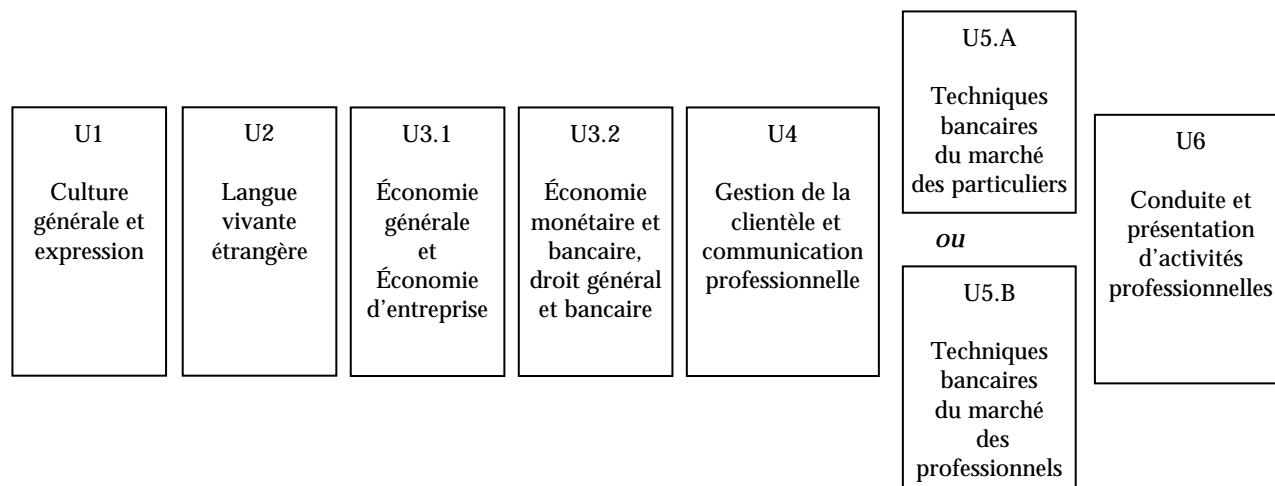 U1
Culture
générale et
expression
U2
Langue
vivante
étrangère
U3.1
Économie
générale
et
Économie
d'entreprise
U3.2
Économie
monétaire et
bancaire,
droit général
et bancaire
U4
Gestion de la
clientèle et
communication
professionnelle
U5.A
Techniques
bancaires
du marché
des particuliers
ou
U5.B
Techniques
bancaires
du marché
des
professionnels
U6
Conduite et
présentation
d'activités
professionnelles